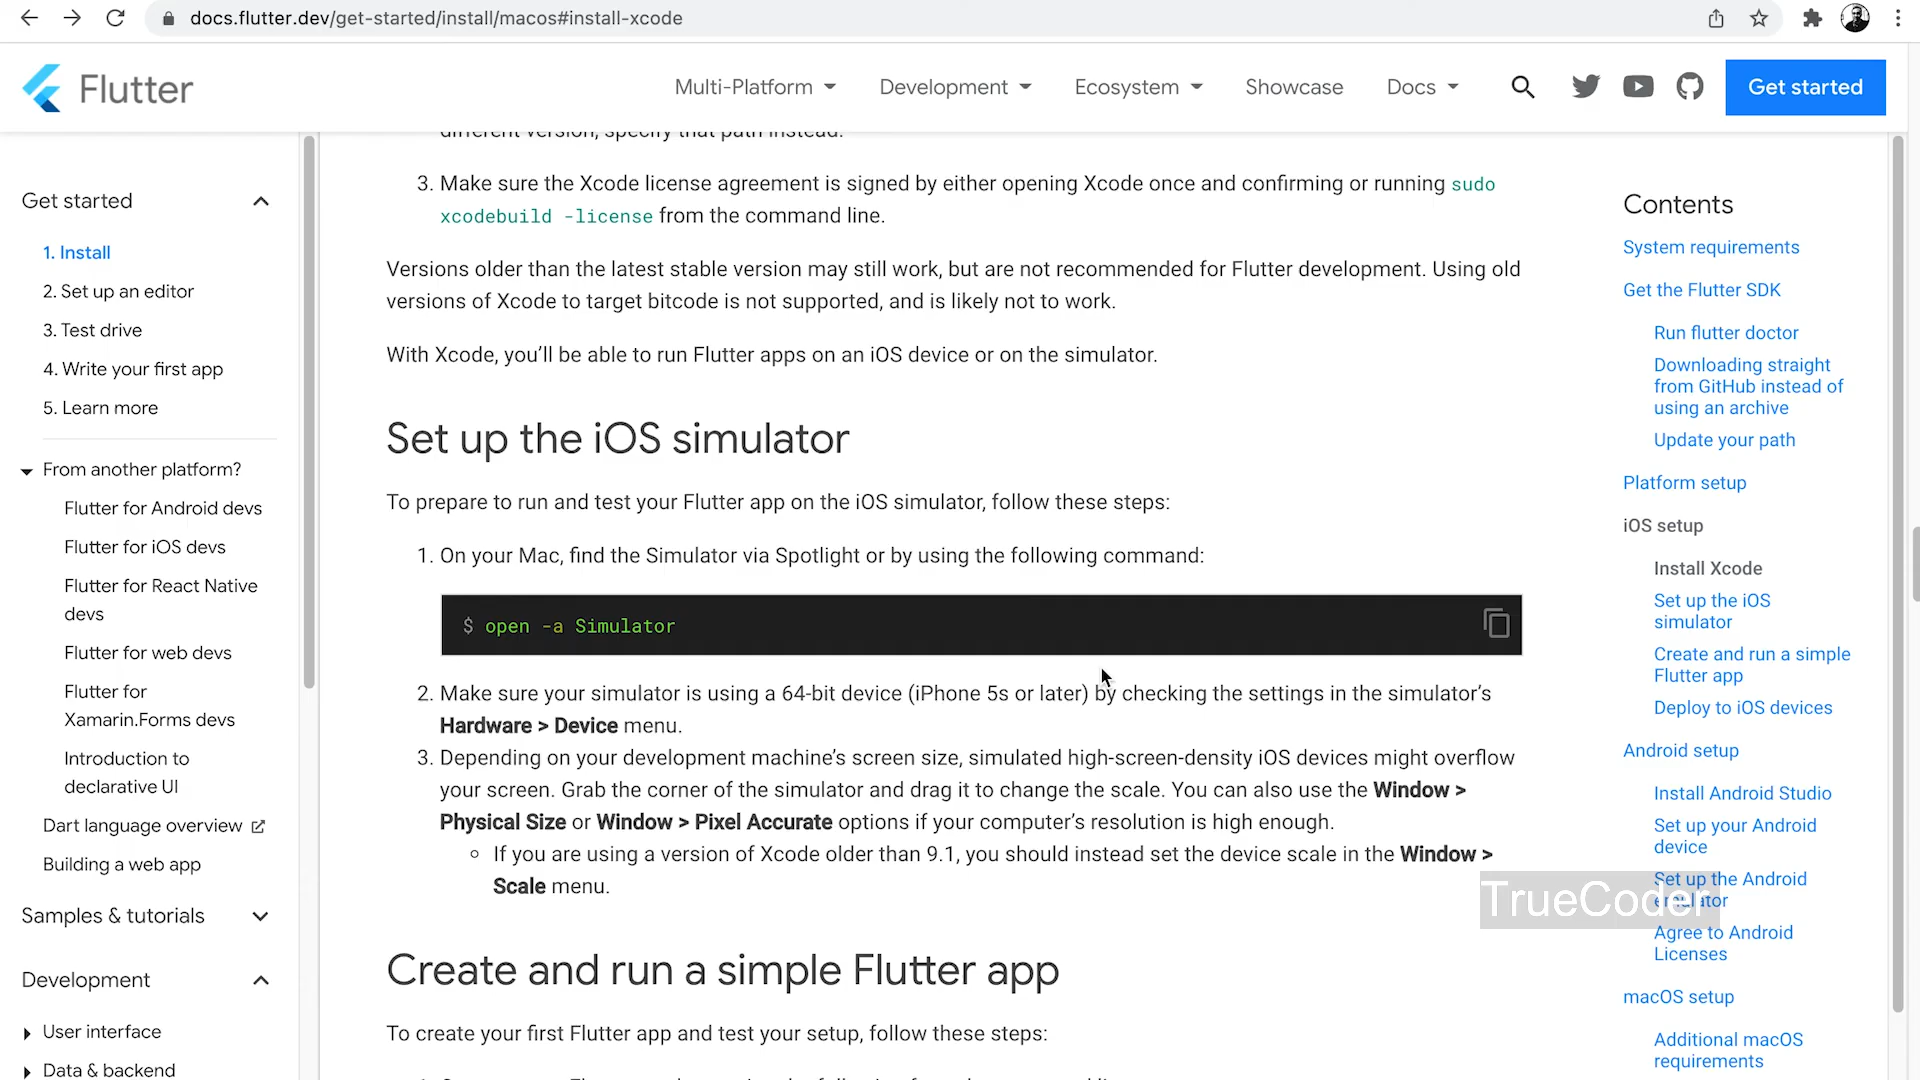 docs.flutter.dev/get-started/install/macos#install-xcode
Flutter
Multi-Platform
Development
Ecosystem
Showcase
Docs
Get started
Get started
1. Install
2. Set up an editor
3. Test drive
4. Write your first app
5. Learn more
From another platform?
Flutter for Android devs
Flutter for iOS devs
Flutter for React Native
devs
Flutter for web devs
Flutter for
Xamarin.Forms devs
Introduction to
declarative UI
Dart language overview
Building a web app
Samples & tutorials
Development
User interface
Data & backend
different version, specify that path instead.
3. Make sure the Xcode license agreement is signed by either opening Xcode once and confirming or running sudo
xcodebuild -license from the command line.
Versions older than the latest stable version may still work, but are not recommended for Flutter development. Using old
versions of Xcode to target bitcode is not supported, and is likely not to work.
With Xcode, you’ll be able to run Flutter apps on an iOS device or on the simulator.
Set up the iOS simulator
To prepare to run and test your Flutter app on the iOS simulator, follow these steps:
1. On your Mac, find the Simulator via Spotlight or by using the following command:
$ open -a Simulator
2. Make sure your simulator is using a 64-bit device (iPhone 5s or later) by checking the settings in the simulator’s
Hardware > Device menu.
3. Depending on your development machine’s screen size, simulated high-screen-density iOS devices might overflow
your screen. Grab the corner of the simulator and drag it to change the scale. You can also use the Window >
Physical Size or Window > Pixel Accurate options if your computer’s resolution is high enough.
If you are using a version of Xcode older than 9.1, you should instead set the device scale in the Window >
Scale menu.
Create and run a simple Flutter app
To create your first Flutter app and test your setup, follow these steps:
Contents
System requirements
Get the Flutter SDK
Run flutter doctor
Downloading straight
from GitHub instead of
using an archive
Update your path
Platform setup
iOS setup
Install Xcode
Set up the iOS
simulator
Create and run a simple
Flutter app
Deploy to iOS devices
Android setup
Install Android Studio
Set up your Android
device
Set up the Android
emulator
Agree to Android
Licenses
macOS setup
Additional macOS
requirements
TrueCoder